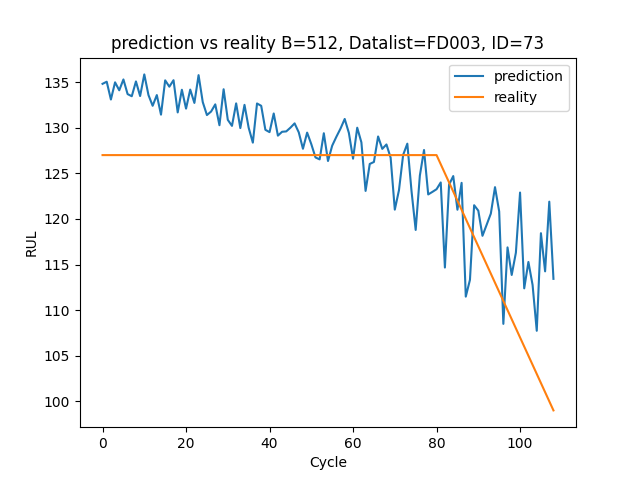 prediction vs reality B=512, Datalist=FD003, ID=73
prediction
reality
135
130
125
120
115
110
105
100
RUL
0 20 40 60 80 100
Cycle